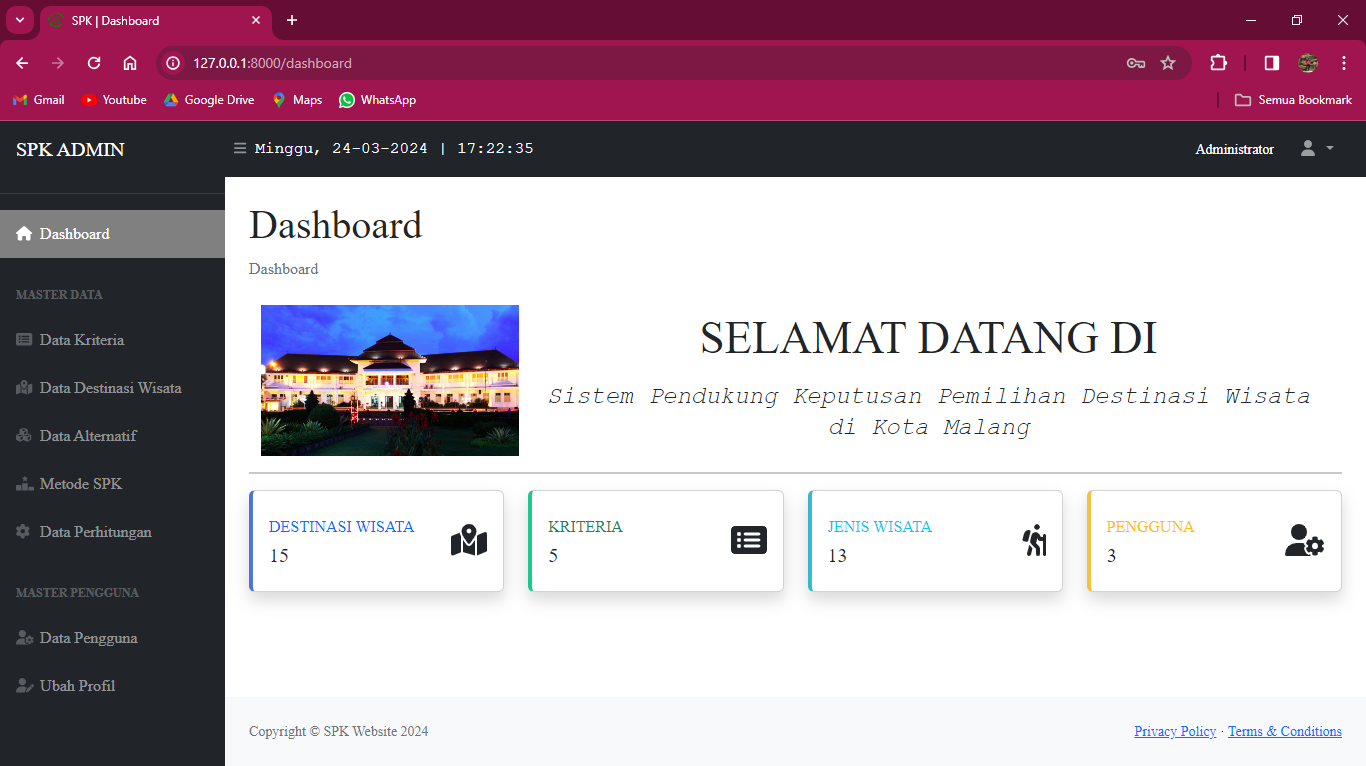 SPK | Dashboard
127.0.0.1:8000/dashboard
Gmail
Youtube
Google Drive
Maps
WhatsApp
Semua Bookmark
SPK ADMIN
Minggu, 24-03-2024 | 17:22:35
Administrator
Dashboard
MASTER DATA
Data Kriteria
Data Destinasi Wisata
Data Alternatif
Metode SPK
Data Perhitungan
MASTER PENGGUNA
Data Pengguna
Ubah Profil
Dashboard
Dashboard
SELAMAT DATANG DI
Sistem Pendukung Keputusan Pemilihan Destinasi Wisata
di Kota Malang
DESTINASI WISATA
15
KRITERIA
5
JENIS WISATA
13
PENGGUNA
3
Copyright © SPK Website 2024
Privacy Policy · Terms & Conditions